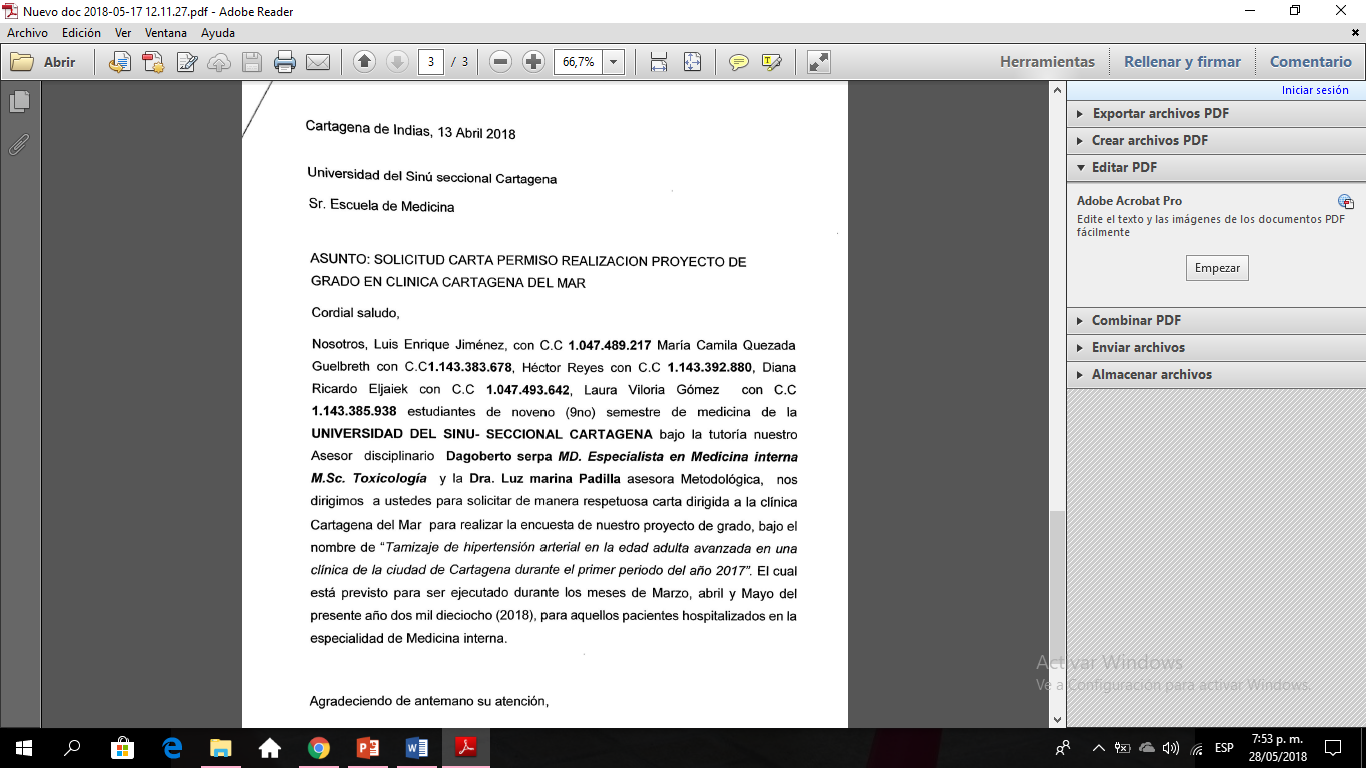 Nuevo doc 2018-05-17 12.11.27.pdf - Adobe Reader
Archivo Edición Ver Ventana Ayuda
Abrir 3 / 3 66,7% Herramientas Rellenar y firmar Comentario
Iniciar sesión
Exportar archivos PDF
Crear archivos PDF
Editar PDF
Adobe Acrobat Pro
Edite el texto y las imágenes de los documentos PDF
fácilmente
Empezar
Combinar PDF
Enviar archivos
Almacenar archivos
Cartagena de Indias, 13 Abril 2018
Universidad del Sinú seccional Cartagena
Sr. Escuela de Medicina
ASUNTO: SOLICITUD CARTA PERMISO REALIZACION PROYECTO DE
GRADO EN CLINICA CARTAGENA DEL MAR
Cordial saludo,
Nosotros, Luis Enrique Jiménez, con C.C 1.047.489.217 María Camila Quezada
Guelbreth con C.C1.143.383.678, Héctor Reyes con C.C 1.143.392.880, Diana
Ricardo Eljaiek con C.C 1.047.493.642, Laura Viloria Gómez con C.C
1.143.385.938 estudiantes de noveno (9no) semestre de medicina de la
UNIVERSIDAD DEL SINU- SECCIONAL CARTAGENA bajo la tutoría nuestro
Asesor disciplinario Dagoberto serpa MD. Especialista en Medicina interna
M.Sc. Toxicología y la Dra. Luz marina Padilla asesora Metodológica, nos
dirigimos a ustedes para solicitar de manera respetuosa carta dirigida a la clínica
Cartagena del Mar para realizar la encuesta de nuestro proyecto de grado, bajo el
nombre de “Tamizaje de hipertensión arterial en la edad adulta avanzada en una
clínica de la ciudad de Cartagena durante el primer periodo del año 2017”. El cual
está previsto para ser ejecutado durante los meses de Marzo, abril y Mayo del
presente año dos mil dieciocho (2018), para aquellos pacientes hospitalizados en la
especialidad de Medicina interna.
Agradeciendo de antemano su atención,
Activar Windows
Ve a Configuración para activar Windows.
ESP
7:53 p. m.
28/05/2018